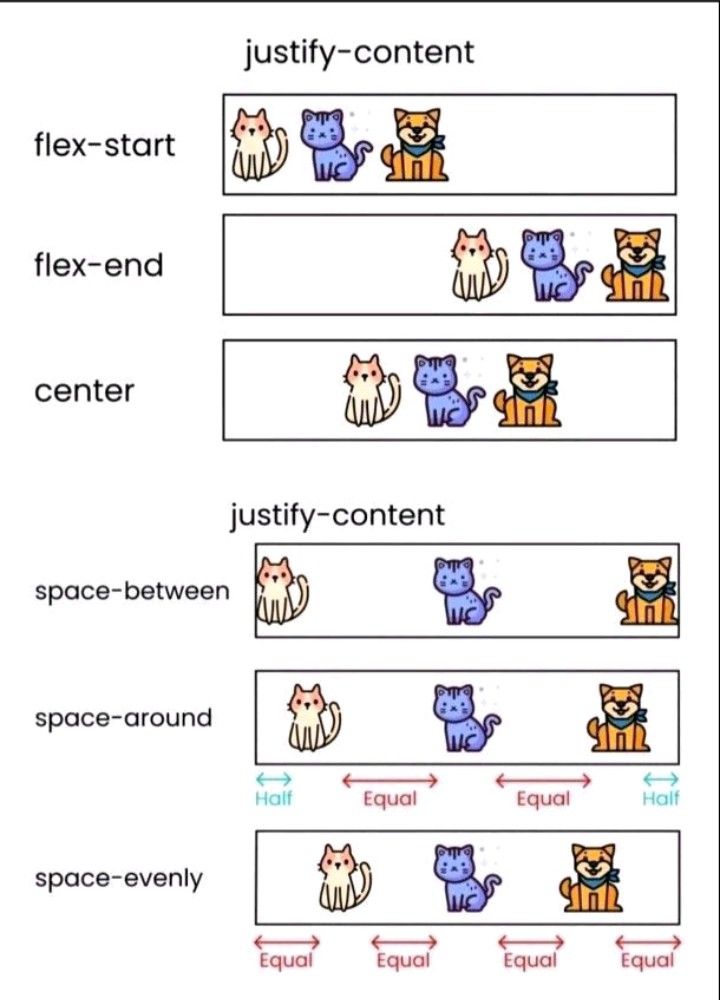 justify-content
flex-start
flex-end
center
justify-content
space-between
space-around
Half Equal Equal Half
space-evenly
Equal Equal Equal Equal